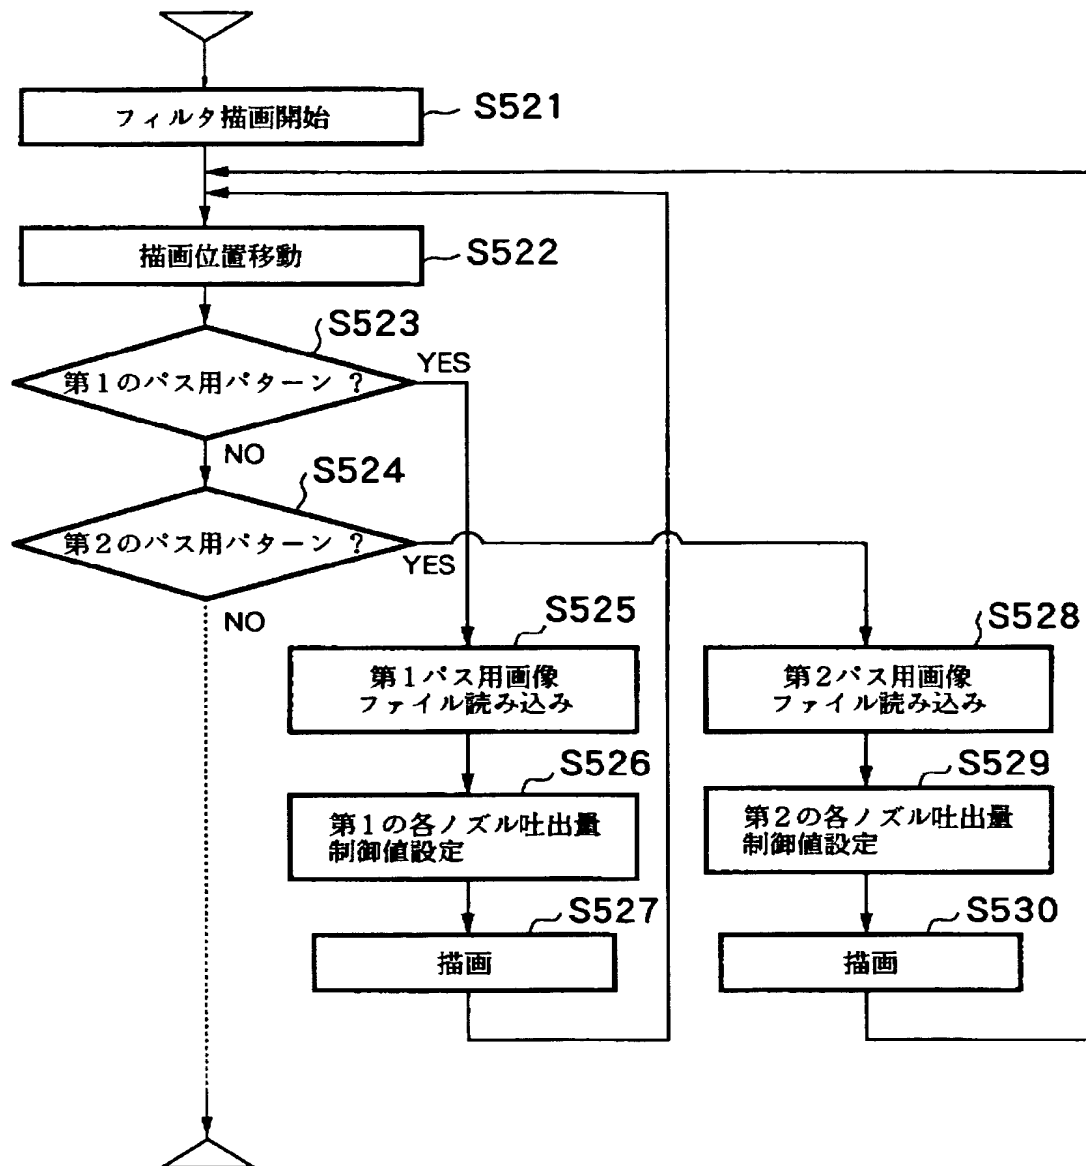 フィルタ描画開始
S521
描画位置移動
S522
S523
第1のパス用パターン ?
YES
NO
S524
第2のパス用パターン ?
YES
NO
S525
第1パス用画像
ファイル読み込み
S528
第2パス用画像
ファイル読み込み
S526
第1の各ノズル吐出量
制御値設定
S529
第2の各ノズル吐出量
制御値設定
S527
描画
S530
描画